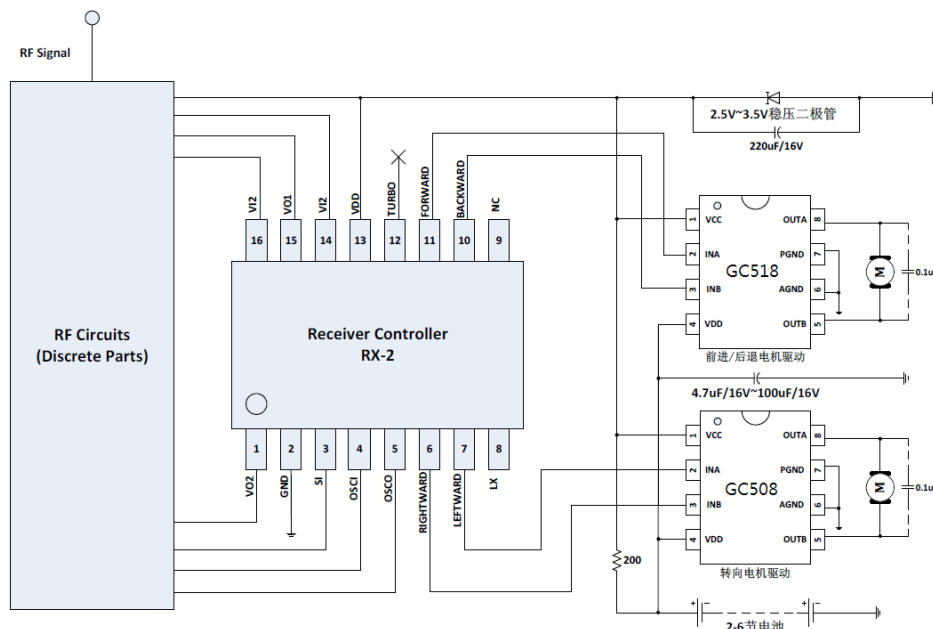 RF Signal
2.5V~3.5V稳压二极管
220uF/16V
VI2
VO1
VI2
VDD
TURBO
FORWARD
BACKWARD
NC
16
15
14
13
12
11
10
9
RF Circuits
(Discrete Parts)
Receiver Controller
RX-2
1
2
3
4
5
6
7
8
VO2
GND
SI
OSCI
OSCO
RIGHTWARD
LEFTWARD
LX
1 VCC OUTA 8
2 INA PGND 7
GC518
3 INB AGND 6
4 VDD OUTB 5
M
0.1u
前进/后退电机驱动
4.7uF/16V~100uF/16V
1 VCC OUTA 8
2 INA PGND 7
GC508
3 INB AGND 6
4 VDD OUTB 5
M
0.1u
转向电机驱动
200
+ − + −
2-6节电池